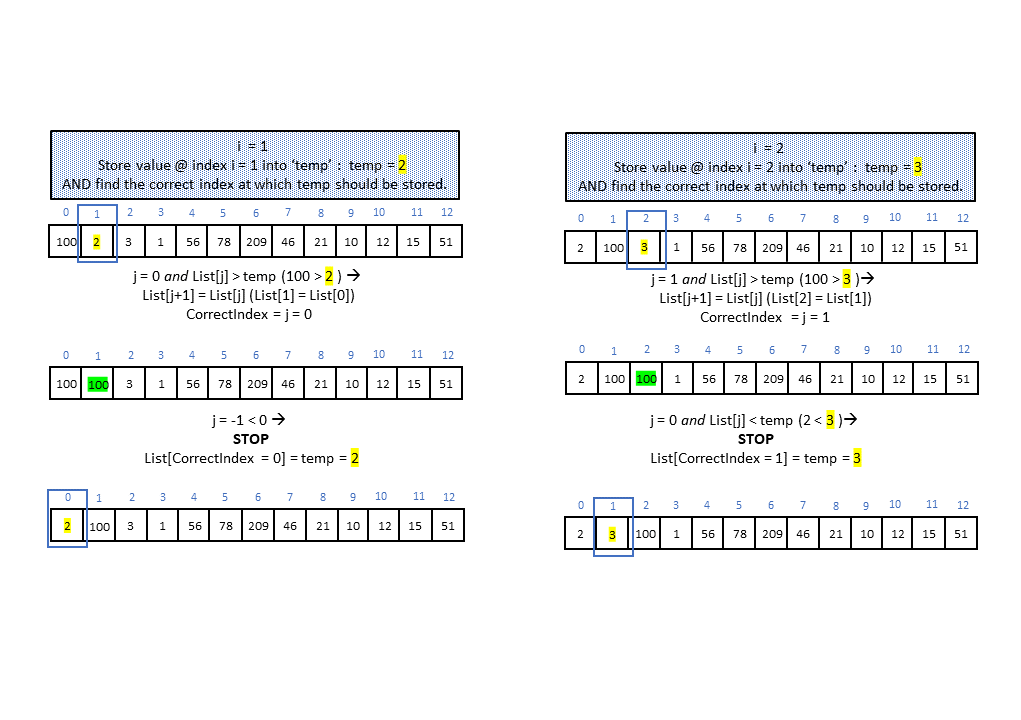 i = 1
Store value @ index i = 1 into ‘temp’ : temp = 2
AND find the correct index at which temp should be stored.
0 1 2 3 4 5 6 7 8 9 10 11 12
100 2 3 1 56 78 209 46 21 10 12 15 51
j = 0 and List[j] > temp (100 > 2 ) →
List[j+1] = List[j] (List[1] = List[0])
CorrectIndex = j = 0
0 1 2 3 4 5 6 7 8 9 10 11 12
100 100 3 1 56 78 209 46 21 10 12 15 51
j = -1 < 0 →
STOP
List[CorrectIndex = 0] = temp = 2
0 1 2 3 4 5 6 7 8 9 10 11 12
2 100 3 1 56 78 209 46 21 10 12 15 51
i = 2
Store value @ index i = 2 into ‘temp’ : temp = 3
AND find the correct index at which temp should be stored.
0 1 2 3 4 5 6 7 8 9 10 11 12
2 100 3 1 56 78 209 46 21 10 12 15 51
j = 1 and List[j] > temp (100 > 3 )→
List[j+1] = List[j] (List[2] = List[1])
CorrectIndex = j = 1
0 1 2 3 4 5 6 7 8 9 10 11 12
2 100 100 1 56 78 209 46 21 10 12 15 51
j = 0 and List[j] < temp (2 < 3 )→
STOP
List[CorrectIndex = 1] = temp = 3
0 1 2 3 4 5 6 7 8 9 10 11 12
2 3 100 1 56 78 209 46 21 10 12 15 51